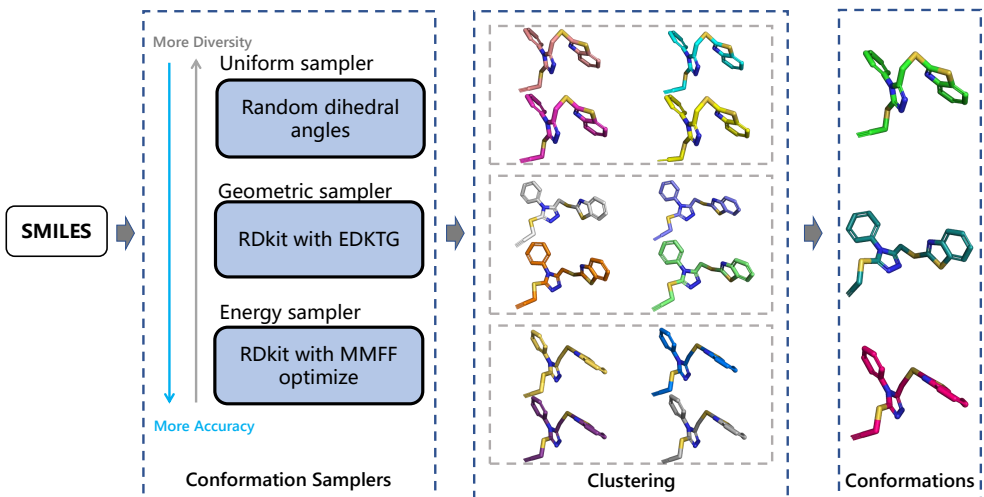 SMILES
More Diversity
Uniform sampler
Random dihedral
angles
Geometric sampler
RDkit with EDKTG
Energy sampler
RDkit with MMFF
optimize
More Accuracy
Conformation Samplers
Clustering
Conformations